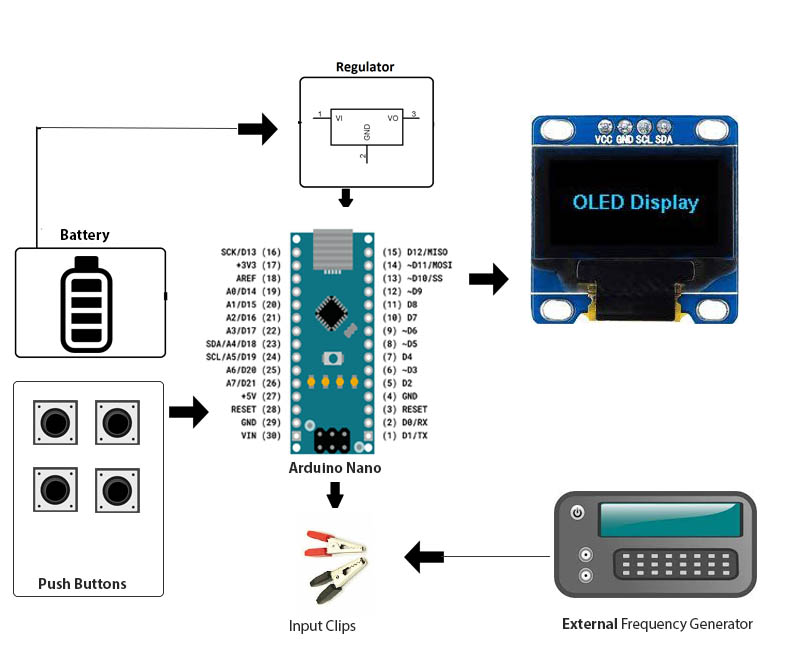 Regulator
1 VI VO 3
GND
2
VCC GND SCL SDA
OLED Display
Battery
SCK/D13 (16)
+3V3 (17)
AREF (18)
A0/D14 (19)
A1/D15 (20)
A2/D16 (21)
A3/D17 (22)
SDA/A4/D18 (23)
SCL/A5/D19 (24)
A6/D20 (25)
A7/D21 (26)
+5V (27)
RESET (28)
GND (29)
VIN (30)
(15) D12/MISO
(14) ~D11/MOSI
(13) ~D10/SS
(12) ~D9
(11) D8
(10) D7
(9) ~D6
(8) ~D5
(7) D4
(6) ~D3
(5) D2
(4) GND
(3) RESET
(2) D0/RX
(1) D1/TX
Arduino Nano
Push Buttons
Input Clips
External Frequency Generator